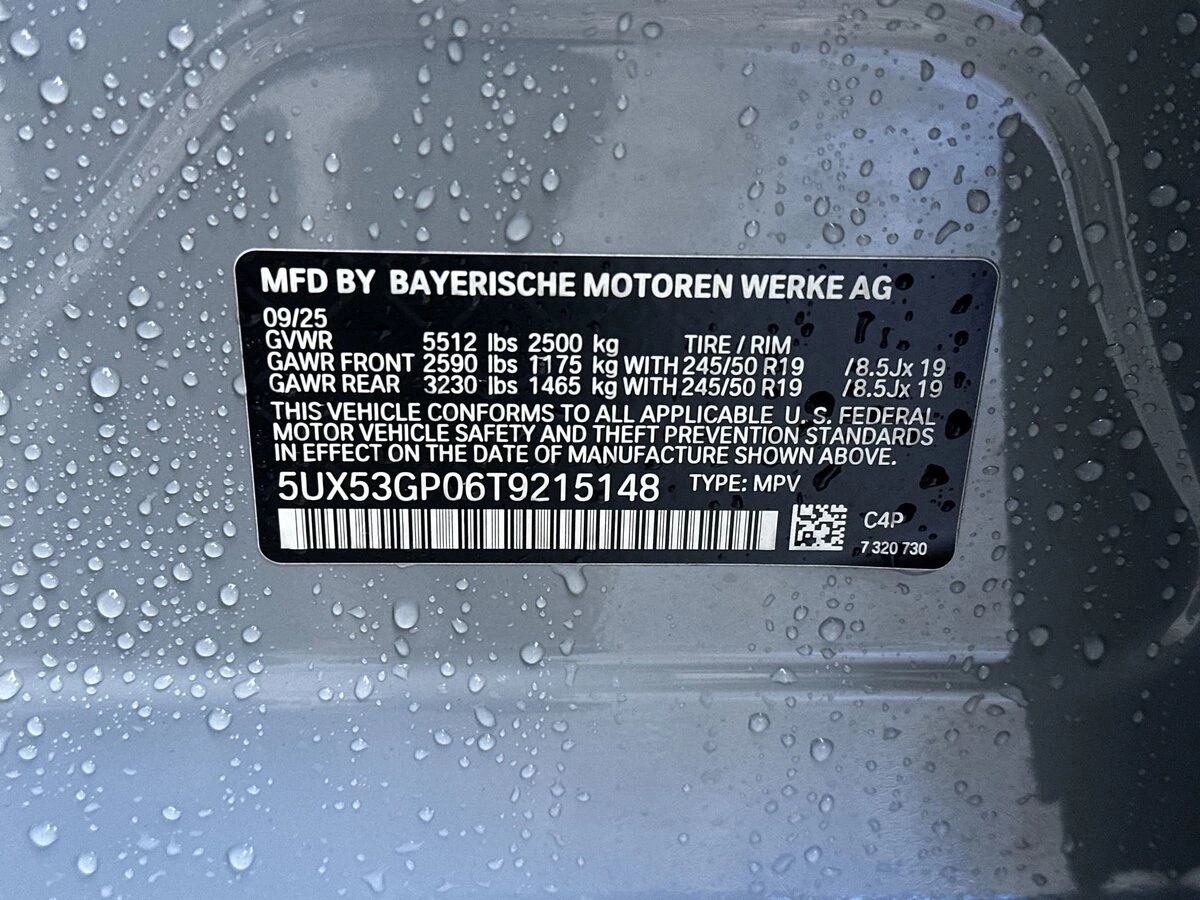 MFD BY BAYERISCHE MOTOREN WERKE AG
09/25
GVWR 5512 lbs 2500 kg TIRE / RIM
GAWR FRONT 2590 lbs 1175 kg WITH 245/50 R19 /8.5Jx 19
GAWR REAR 3230 lbs 1465 kg WITH 245/50 R19 /8.5Jx 19
THIS VEHICLE CONFORMS TO ALL APPLICABLE U.S. FEDERAL
MOTOR VEHICLE SAFETY AND THEFT PREVENTION STANDARDS
IN EFFECT ON THE DATE OF MANUFACTURE SHOWN ABOVE.
5UX53GP06T9215148 TYPE: MPV
C4P
7 320 730